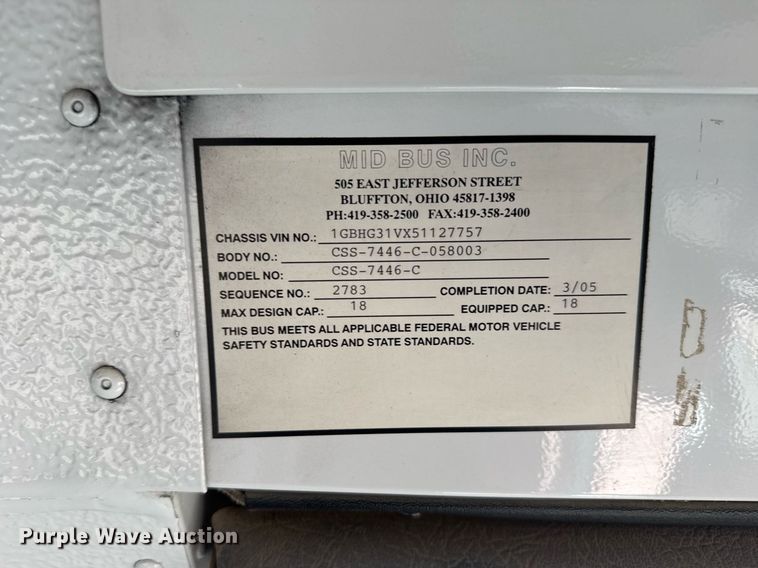 MID BUS INC.
505 EAST JEFFERSON STREET
BLUFFTON, OHIO 45817-1398
PH:419-358-2500 FAX:419-358-2400
CHASSIS VIN NO.: 1GBHG31VX51127757
BODY NO.: CSS-7446-C-058003
MODEL NO: CSS-7446-C
SEQUENCE NO.: 2783 COMPLETION DATE: 3/05
MAX DESIGN CAP.: 18 EQUIPPED CAP.: 18
THIS BUS MEETS ALL APPLICABLE FEDERAL MOTOR VEHICLE
SAFETY STANDARDS AND STATE STANDARDS.
Purple Wave Auction